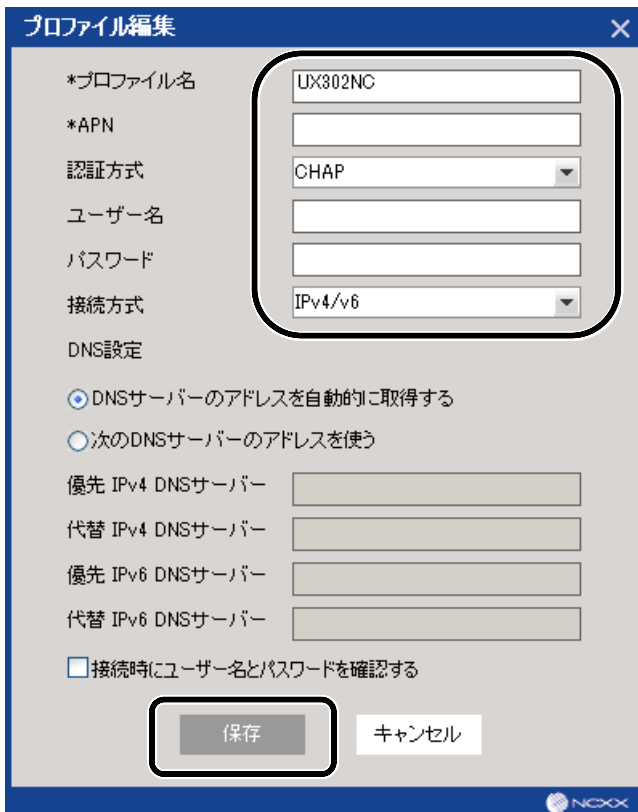 プロファイル編集
*プロファイル名 UX302NC
*APN
認証方式 CHAP
ユーザー名
パスワード
接続方式 IPv4/v6
DNS設定
DNSサーバーのアドレスを自動的に取得する
次のDNSサーバーのアドレスを使う
優先 IPv4 DNSサーバー
代替 IPv4 DNSサーバー
優先 IPv6 DNSサーバー
代替 IPv6 DNSサーバー
接続時にユーザー名とパスワードを確認する
保存 キャンセル
NCXX